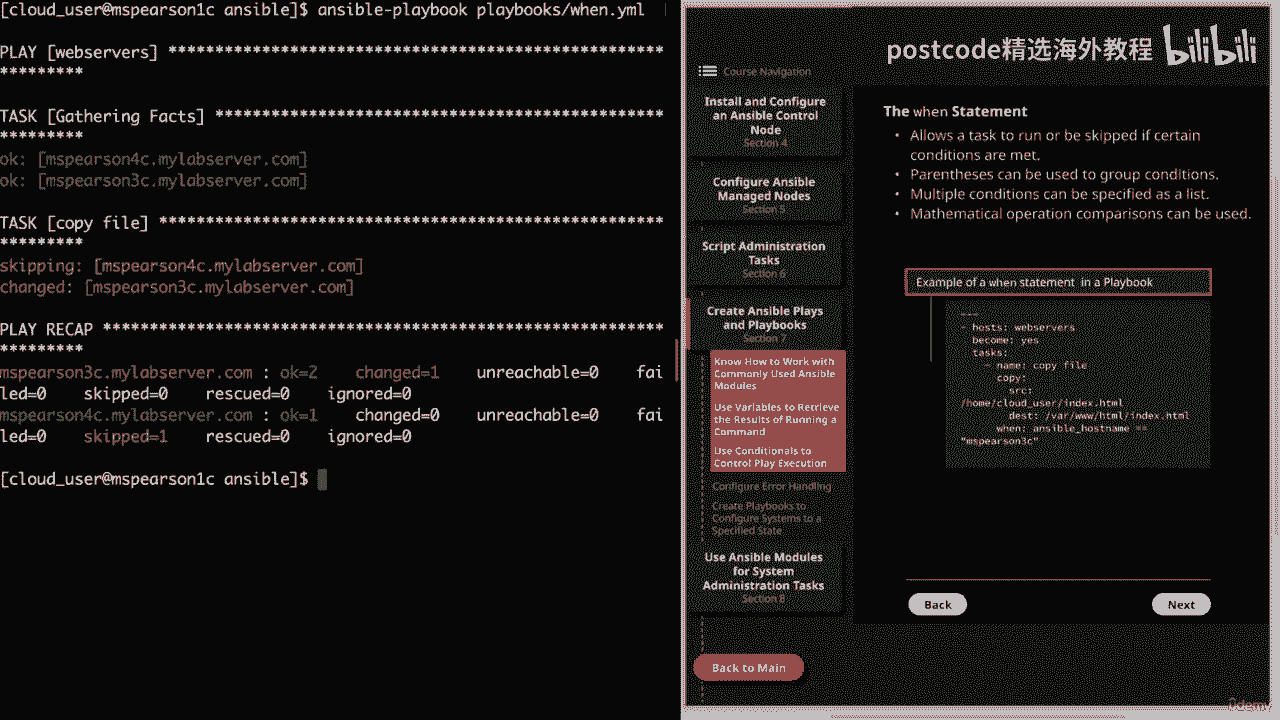 [cloud_user@mspearson1c ansible]$ ansible-playbook playbooks/when.yml
PLAY [webservers] *****************************************************
*********
TASK [Gathering Facts] ************************************************
*********
ok: [mspearson4c.mylabserver.com]
ok: [mspearson3c.mylabserver.com]
TASK [copy file] ******************************************************
*********
skipping: [mspearson4c.mylabserver.com]
changed: [mspearson3c.mylabserver.com]
PLAY RECAP ************************************************************
*********
mspearson3c.mylabserver.com : ok=2    changed=1    unreachable=0    fai
led=0    skipped=0    rescued=0    ignored=0
mspearson4c.mylabserver.com : ok=1    changed=0    unreachable=0    fai
led=0    skipped=1    rescued=0    ignored=0
[cloud_user@mspearson1c ansible]$
postcode精选海外教程 bilibili
Course Navigation
Install and Configure
an Ansible Control
Node
Section 4
Configure Ansible
Managed Nodes
Section 5
Script Administration
Tasks
Section 6
Create Ansible Plays
and Playbooks
Section 7
Know How to Work with
Commonly Used Ansible
Modules
Use Variables to Retrieve
the Results of Running a
Command
Use Conditionals to
Control Play Execution
Configure Error Handling
Create Playbooks to
Configure Systems to a
Specified State
Use Ansible Modules
for System
Administration Tasks
Section 8
Back to Main
The when Statement
• Allows a task to run or be skipped if certain
conditions are met.
• Parentheses can be used to group conditions.
• Multiple conditions can be specified as a list.
• Mathematical operation comparisons can be used.
Example of a when statement in a Playbook
---
- hosts: webservers
become: yes
tasks:
- name: copy file
copy:
src:
/home/cloud_user/index.html
dest: /var/www/html/index.html
when: ansible_hostname ==
"mspearson3c"
Back
Next
ûdemy